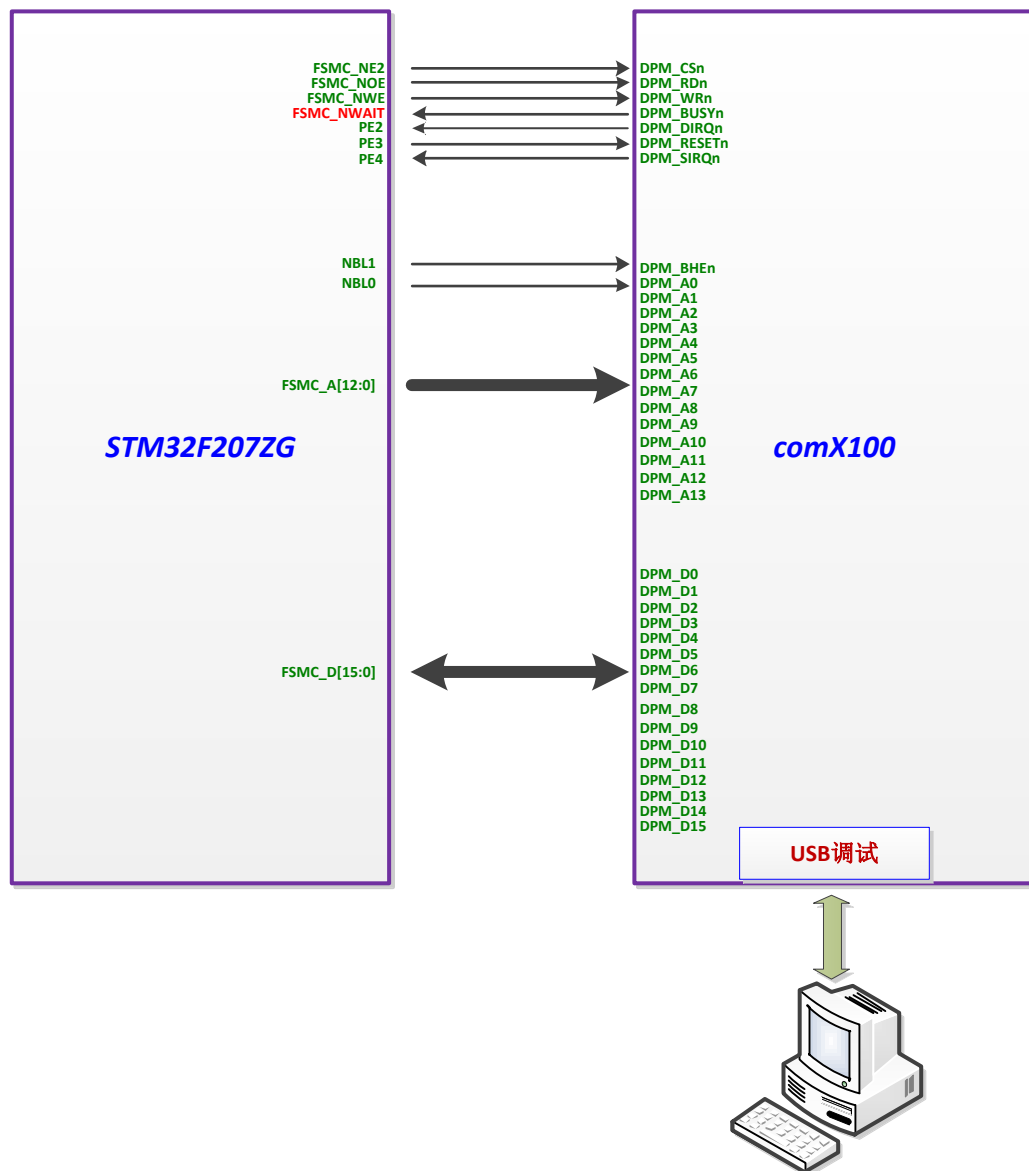 FSMC_NE2
FSMC_NOE
FSMC_NWE
FSMC_NWAIT
PE2
PE3
PE4
NBL1
NBL0
FSMC_A[12:0]
STM32F207ZG
FSMC_D[15:0]
DPM_CSn
DPM_RDn
DPM_WRn
DPM_BUSYn
DPM_DIRQn
DPM_RESETn
DPM_SIRQn
DPM_BHEn
DPM_A0
DPM_A1
DPM_A2
DPM_A3
DPM_A4
DPM_A5
DPM_A6
DPM_A7
DPM_A8
DPM_A9
DPM_A10
DPM_A11
DPM_A12
DPM_A13
comX100
DPM_D0
DPM_D1
DPM_D2
DPM_D3
DPM_D4
DPM_D5
DPM_D6
DPM_D7
DPM_D8
DPM_D9
DPM_D10
DPM_D11
DPM_D12
DPM_D13
DPM_D14
DPM_D15
USB调试